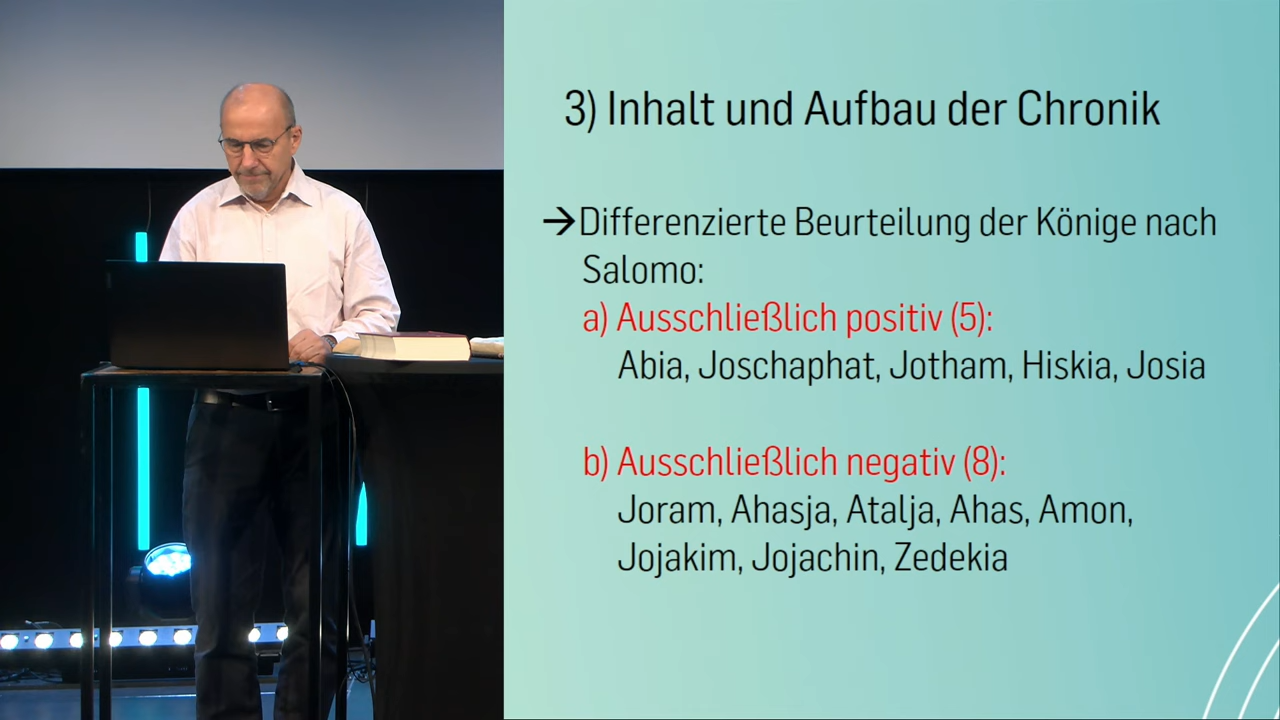 3) Inhalt und Aufbau der Chronik
→Differenzierte Beurteilung der Könige nach
Salomo:
a) Ausschließlich positiv (5):
Abia, Joschaphat, Jotham, Hiskia, Josia
b) Ausschließlich negativ (8):
Joram, Ahasja, Atalja, Ahas, Amon,
Jojakim, Jojachin, Zedekia